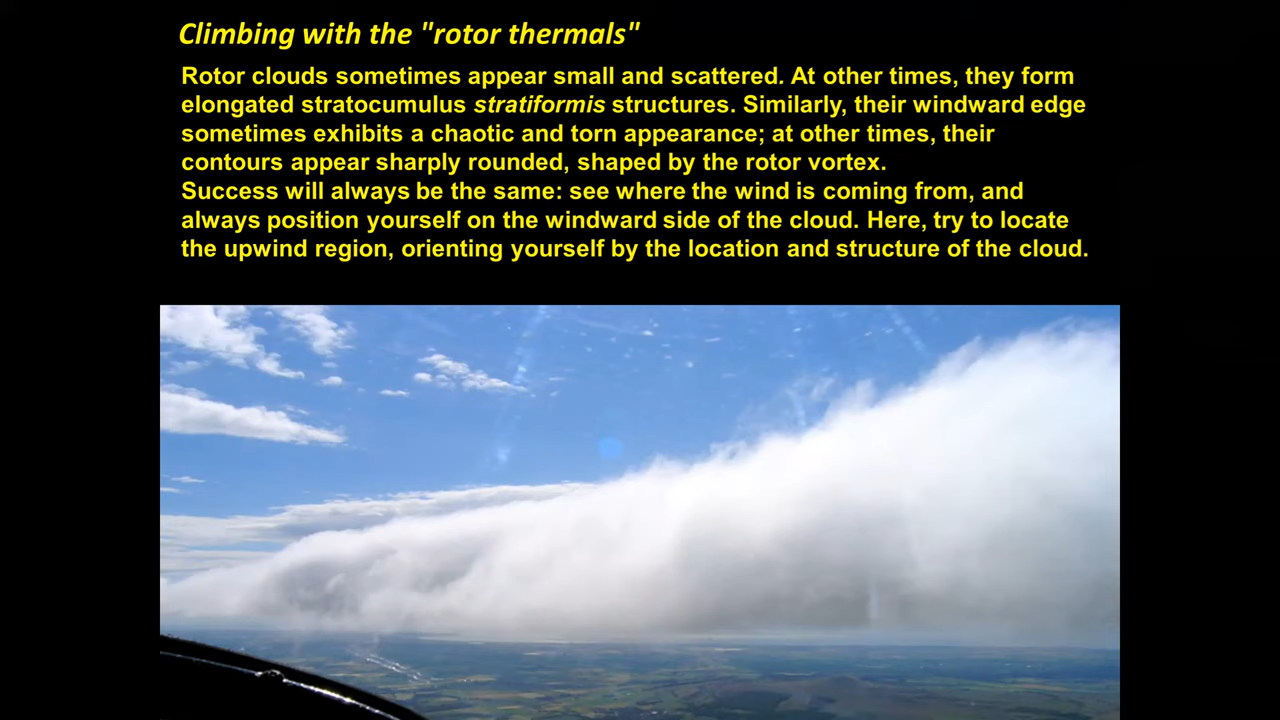 Climbing with the "rotor thermals"
Rotor clouds sometimes appear small and scattered. At other times, they form
elongated stratocumulus stratiformis structures. Similarly, their windward edge
sometimes exhibits a chaotic and torn appearance; at other times, their
contours appear sharply rounded, shaped by the rotor vortex.
Success will always be the same: see where the wind is coming from, and
always position yourself on the windward side of the cloud. Here, try to locate
the upwind region, orienting yourself by the location and structure of the cloud.